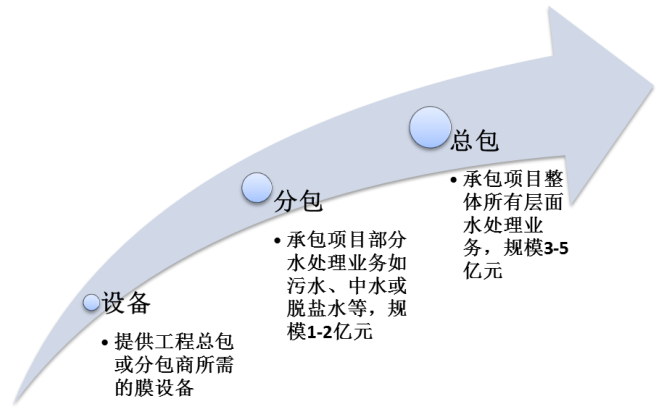 设备
• 提供工程总包
或分包商所需
的膜设备
分包
• 承包项目部分
水处理业务如
污水、中水或
脱盐水等，规
模1-2亿元
总包
• 承包项目整
体所有层面
水处理业
务，规模3-5
亿元